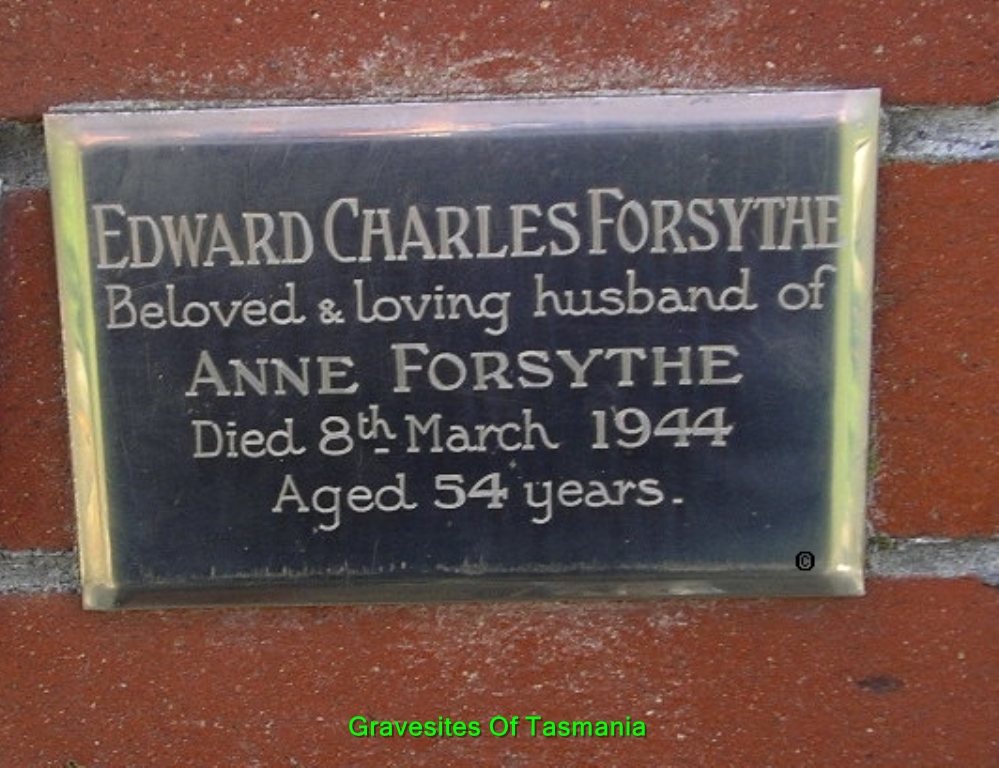 EDWARD CHARLES FORSYTHE
Beloved & loving husband of
ANNE FORSYTHE
Died 8th March 1944
Aged 54 years.
©
Gravesites Of Tasmania